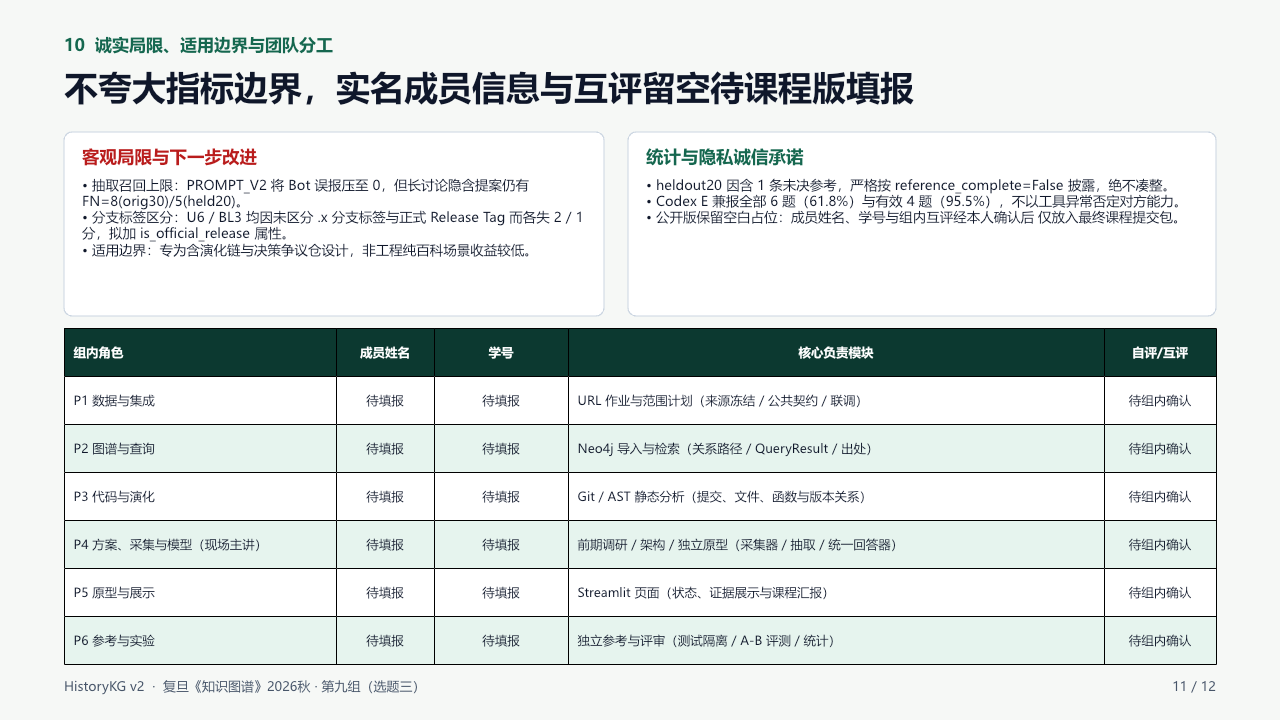 10 诚实局限、适用边界与团队分工
不夸大指标边界，实名成员信息与互评留空待课程版填报
客观局限与下一步改进
• 抽取召回上限：PROMPT_V2 将 Bot 误报压至 0，但长讨论隐含提案仍有
FN=8(orig30)/5(held20)。
• 分支标签区分：U6 / BL3 均因未区分 .x 分支标签与正式 Release Tag 而各失 2 / 1
分，拟加 is_official_release 属性。
• 适用边界：专为含演化链与决策争议仓设计，非工程纯百科场景收益较低。
统计与隐私诚信承诺
• heldout20 因含 1 条未决参考，严格按 reference_complete=False 披露，绝不凑整。
• Codex E 兼报全部 6 题（61.8%）与有效 4 题（95.5%），不以工具异常否定对方能力。
• 公开版保留空白占位：成员姓名、学号与组内互评经本人确认后 仅放入最终课程提交包。
组内角色 成员姓名 学号 核心负责模块 自评/互评
P1 数据与集成 待填报 待填报 URL 作业与范围计划（来源冻结 / 公共契约 / 联调） 待组内确认
P2 图谱与查询 待填报 待填报 Neo4j 导入与检索（关系路径 / QueryResult / 出处） 待组内确认
P3 代码与演化 待填报 待填报 Git / AST 静态分析（提交、文件、函数与版本关系） 待组内确认
P4 方案、采集与模型（现场主讲） 待填报 待填报 前期调研 / 架构 / 独立原型（采集器 / 抽取 / 统一回答器） 待组内确认
P5 原型与展示 待填报 待填报 Streamlit 页面（状态、证据展示与课程汇报） 待组内确认
P6 参考与实验 待填报 待填报 独立参考与评审（测试隔离 / A-B 评测 / 统计） 待组内确认
HistoryKG v2 · 复旦《知识图谱》2026秋 · 第九组（选题三）
11 / 12